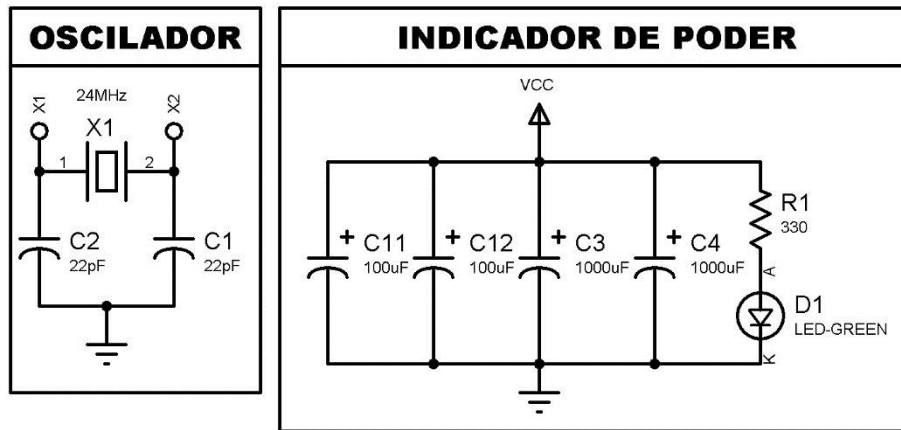 OSCILADOR
X1
24MHz
X2
X1
1
2
C2
22pF
C1
22pF
INDICADOR DE PODER
VCC
+ C11
100uF
+ C12
100uF
+ C3
1000uF
+ C4
1000uF
R1
330
A
D1
LED-GREEN
K